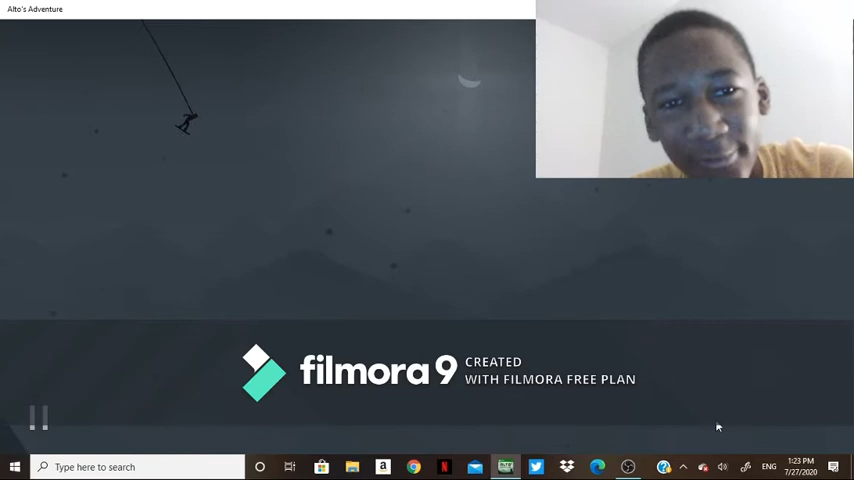 Alto's Adventure
filmora 9
CREATED
WITH FILMORA FREE PLAN
Type here to search
a
N
ENG
1:23 PM
7/27/2020